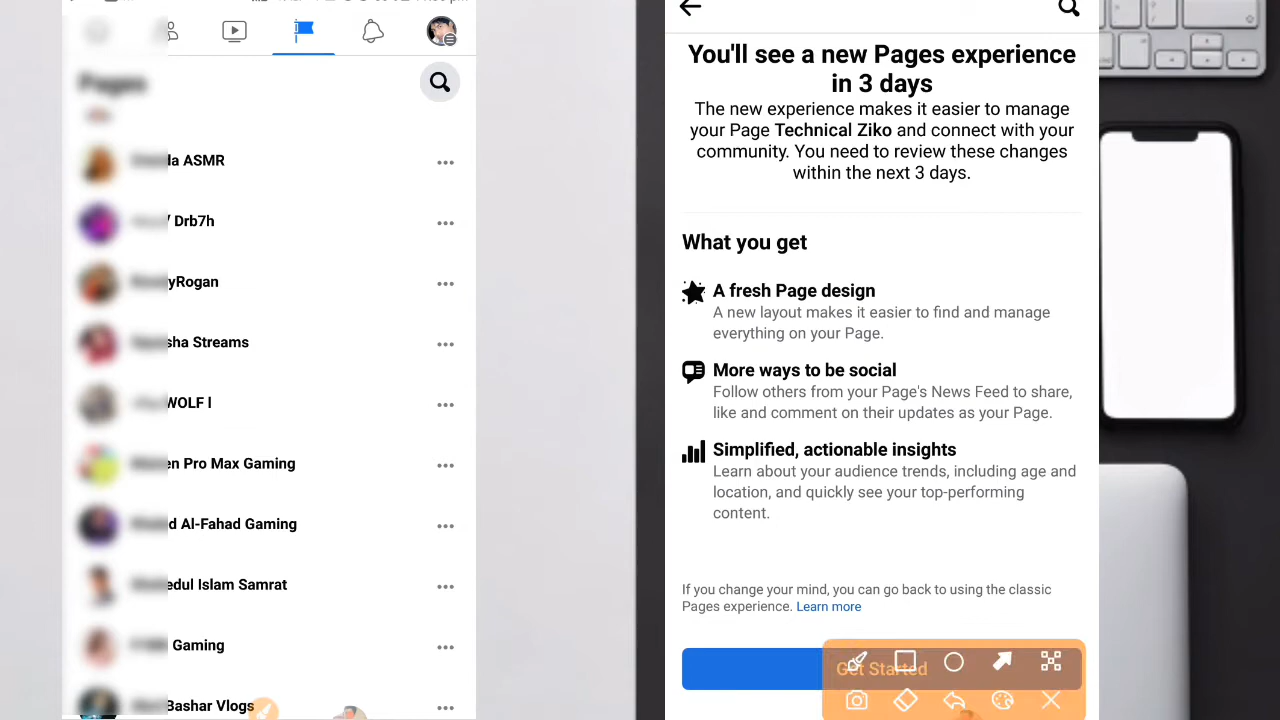 ASMR
Drb7h
Streams
WOLF l
Pro Max Gaming
Al-Fahad Gaming
Islam Samrat
Gaming
Bashar Vlogs
You'll see a new Pages experience
in 3 days
The new experience makes it easier to manage
your Page Technical Ziko and connect with your
community. You need to review these changes
within the next 3 days.
What you get
A fresh Page design
A new layout makes it easier to find and manage
everything on your Page.
More ways to be social
Follow others from your Page's News Feed to share,
like and comment on their updates as your Page.
Simplified, actionable insights
Learn about your audience trends, including age and
location, and quickly see your top-performing
content.
If you change your mind, you can go back to using the classic
Pages experience. Learn more
Get Started